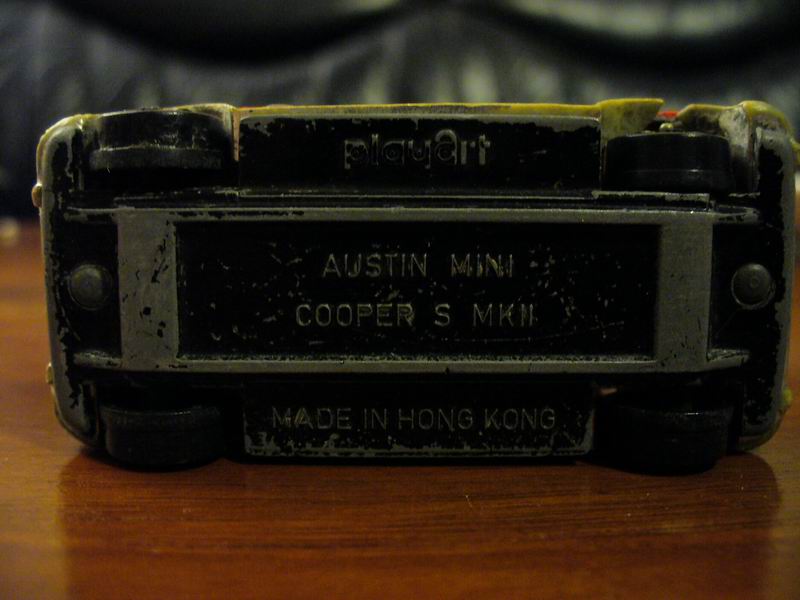 playart
AUSTIN MINI
COOPER S MKII
MADE IN HONG KONG